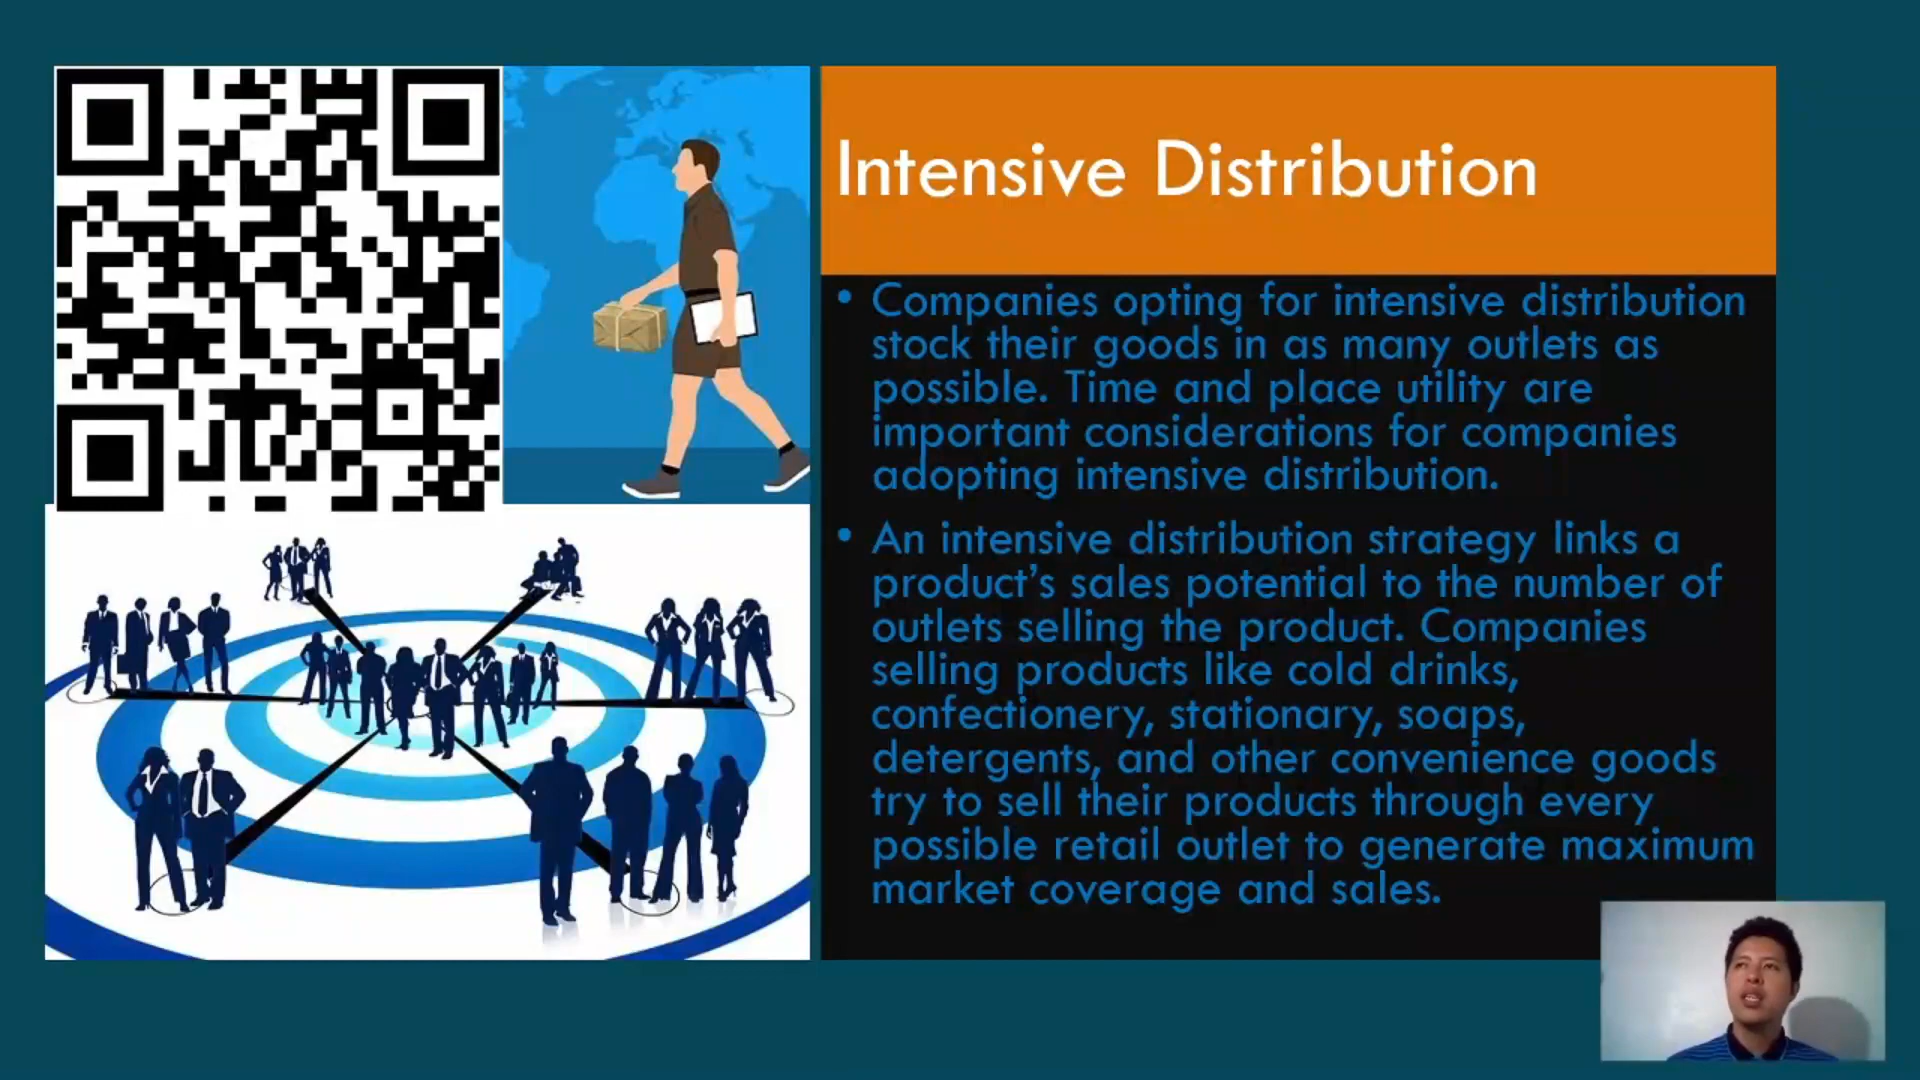 Intensive Distribution
• Companies opting for intensive distribution
stock their goods in as many outlets as
possible. Time and place utility are
important considerations for companies
adopting intensive distribution.
• An intensive distribution strategy links a
product’s sales potential to the number of
outlets selling the product. Companies
selling products like cold drinks,
confectionery, stationary, soaps,
detergents, and other convenience goods
try to sell their products through every
possible retail outlet to generate maximum
market coverage and sales.